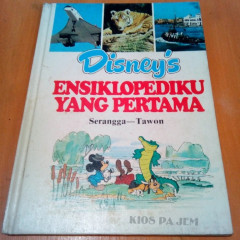 Disney's
ENSIKLOPEDIKU
YANG PERTAMA
Serangga—Tawon
KIOS PA JEM